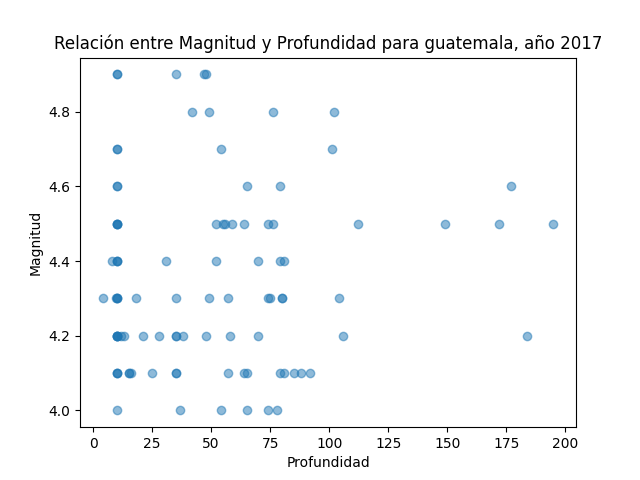 Relación entre Magnitud y Profundidad para guatemala, año 2017
Magnitud
4.8
4.6
4.4
4.2
4.0
0 25 50 75 100 125 150 175 200
Profundidad